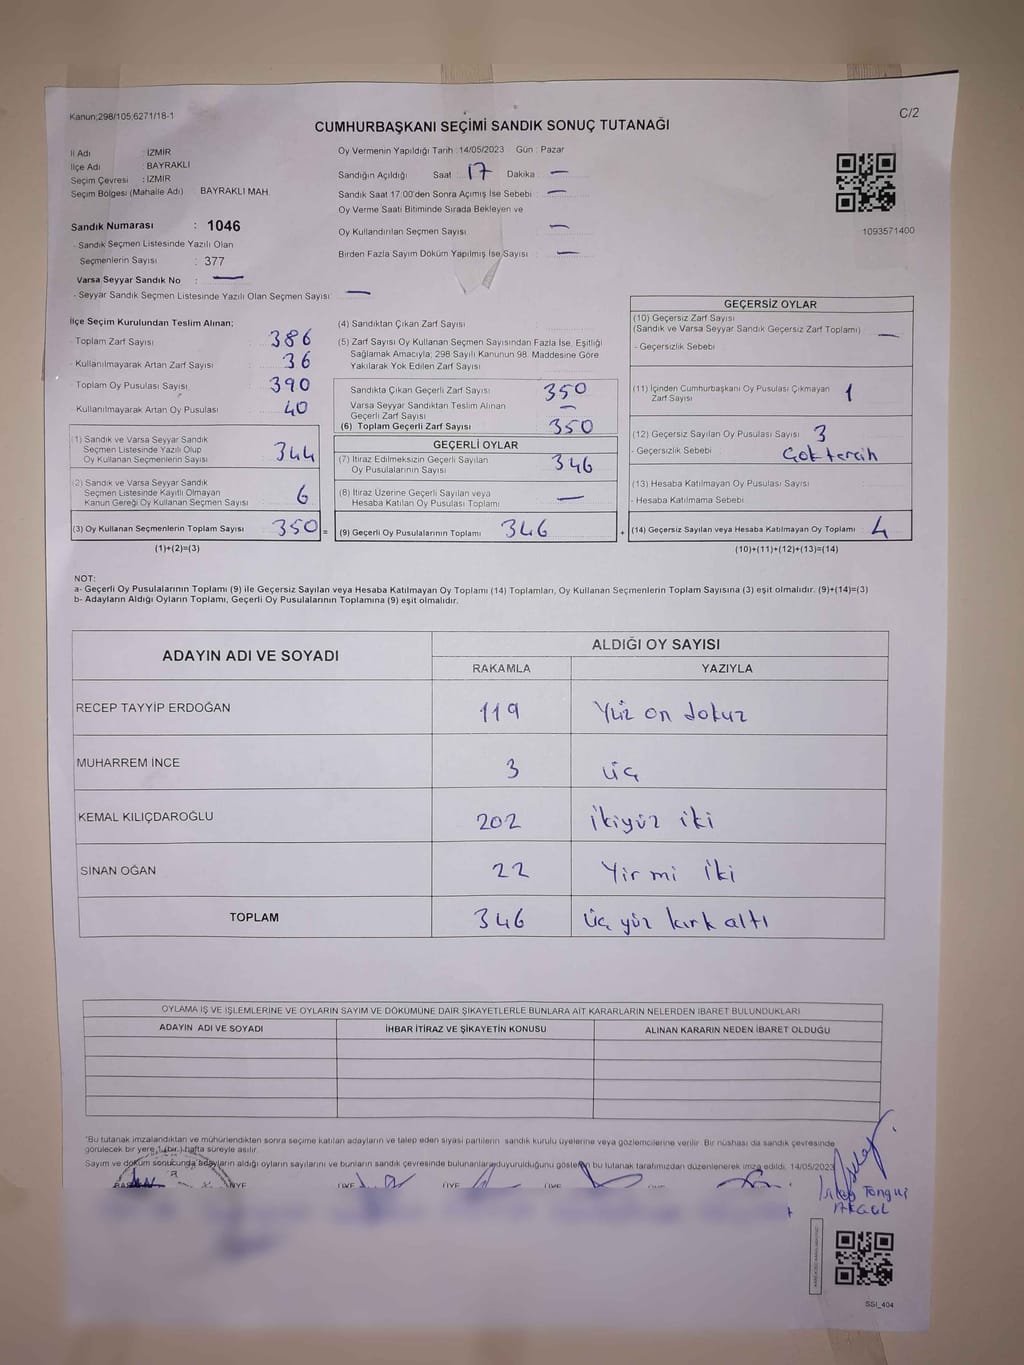 Kanun;298/105;6271/18-1
C/2
CUMHURBAŞKANI SEÇİMİ SANDIK SONUÇ TUTANAĞI
İl Adı : İZMİR
İlçe Adı : BAYRAKLI
Seçim Çevresi : İZMİR
Seçim Bölgesi (Mahalle Adı) BAYRAKLI MAH.
Sandık Numarası : 1046
- Sandık Seçmen Listesinde Yazılı Olan
Seçmenlerin Sayısı : 377
Varsa Seyyar Sandık No : —
- Seyyar Sandık Seçmen Listesinde Yazılı Olan Seçmen Sayısı: —
Oy Vermenin Yapıldığı Tarih : 14/05/2023 Gün : Pazar
Sandığın Açıldığı Saat : 17 Dakika : —
Sandık Saat 17:00'den Sonra Açımış İse Sebebi : —
Oy Verme Saati Bitiminde Sırada Bekleyen ve
Oy Kullandırılan Seçmen Sayısı : —
Birden Fazla Sayım Döküm Yapılmış İse Sayısı : —
1093571400
İlçe Seçim Kurulundan Teslim Alınan;
- Toplam Zarf Sayısı : 386
- Kullanılmayarak Artan Zarf Sayısı : 36
- Toplam Oy Pusulası Sayısı : 390
- Kullanılmayarak Artan Oy Pusulası : 40
(1) Sandık ve Varsa Seyyar Sandık
Seçmen Listesinde Yazılı Olup
Oy Kullanan Seçmenlerin Sayısı 344
(2) Sandık ve Varsa Seyyar Sandık
Seçmen Listesinde Kayıtlı Olmayan
Kanun Gereği Oy Kullanan Seçmen Sayısı 6
(3) Oy Kullanan Seçmenlerin Toplam Sayısı 350 =
(1)+(2)=(3)
(4) Sandıktan Çıkan Zarf Sayısı :
(5) Zarf Sayısı Oy Kullanan Seçmen Sayısından Fazla İse, Eşitliği
Sağlamak Amacıyla; 298 Sayılı Kanunun 98. Maddesine Göre
Yakılarak Yok Edilen Zarf Sayısı :
Sandıkta Çıkan Geçerli Zarf Sayısı : 350
Varsa Seyyar Sandıktan Teslim Alınan
Geçerli Zarf Sayısı : —
(6) Toplam Geçerli Zarf Sayısı : 350
GEÇERLİ OYLAR
(7) İtiraz Edilmeksizin Geçerli Sayılan
Oy Pusulalarının Sayısı : 346
(8) İtiraz Üzerine Geçerli Sayılan veya
Hesaba Katılan Oy Pusulası Toplamı : —
(9) Geçerli Oy Pusulalarının Toplamı 346 +
GEÇERSİZ OYLAR
(10) Geçersiz Zarf Sayısı
(Sandık ve Varsa Seyyar Sandık Geçersiz Zarf Toplamı) : —
- Geçersizlik Sebebi
(11) İçinden Cumhurbaşkanı Oy Pusulası Çıkmayan
Zarf Sayısı 1
(12) Geçersiz Sayılan Oy Pusulası Sayısı : 3
- Geçersizlik Sebebi : Çok tercih
(13) Hesaba Katılmayan Oy Pusulası Sayısı :
- Hesaba Katılmama Sebebi :
(14) Geçersiz Sayılan veya Hesaba Katılmayan Oy Toplamı : 4
(10)+(11)+(12)+(13)=(14)
NOT:
a- Geçerli Oy Pusulalarının Toplamı (9) ile Geçersiz Sayılan veya Hesaba Katılmayan Oy Toplamı (14) Toplamları, Oy Kullanan Seçmenlerin Toplam Sayısına (3) eşit olmalıdır. (9)+(14)=(3)
b- Adayların Aldığı Oyların Toplamı, Geçerli Oy Pusulalarının Toplamına (9) eşit olmalıdır.
ADAYIN ADI VE SOYADI ALDIĞI OY SAYISI
RAKAMLA YAZIYLA
RECEP TAYYİP ERDOĞAN 119 Yüz on dokuz
MUHARREM İNCE 3 üç
KEMAL KILIÇDAROĞLU 202 ikiyüz iki
SİNAN OĞAN 22 Yirmi iki
TOPLAM 346 üç yüz kırk altı
OYLAMA İŞ VE İŞLEMLERİNE VE OYLARIN SAYIM VE DÖKÜMÜNE DAİR ŞİKAYETLERLE BUNLARA AİT KARARLARIN NELERDEN İBARET BULUNDUKLARI
ADAYIN ADI VE SOYADI İHBAR İTİRAZ VE ŞİKAYETİN KONUSU ALINAN KARARIN NEDEN İBARET OLDUĞU
"Bu tutanak imzalandıktan ve mühürlendikten sonra seçime katılan adayların ve talep eden siyasi partilerin sandık kurulu üyelerine veya gözlemcilerine verilir. Bir nüshası da sandık çevresinde
görülecek bir yere 1 (bir) hafta süreyle asılır.
Sayım ve döküm sonucunda adayların aldığı oyların sayılarını ve bunların sandık çevresinde bulunanlara duyurulduğunu gösteren bu tutanak tarafımızdan düzenlenerek imza edildi. 14/05/2023
ÜYE ÜYE ÜYE ÜYE
Tonguç
AKGÜL
SSİ_404